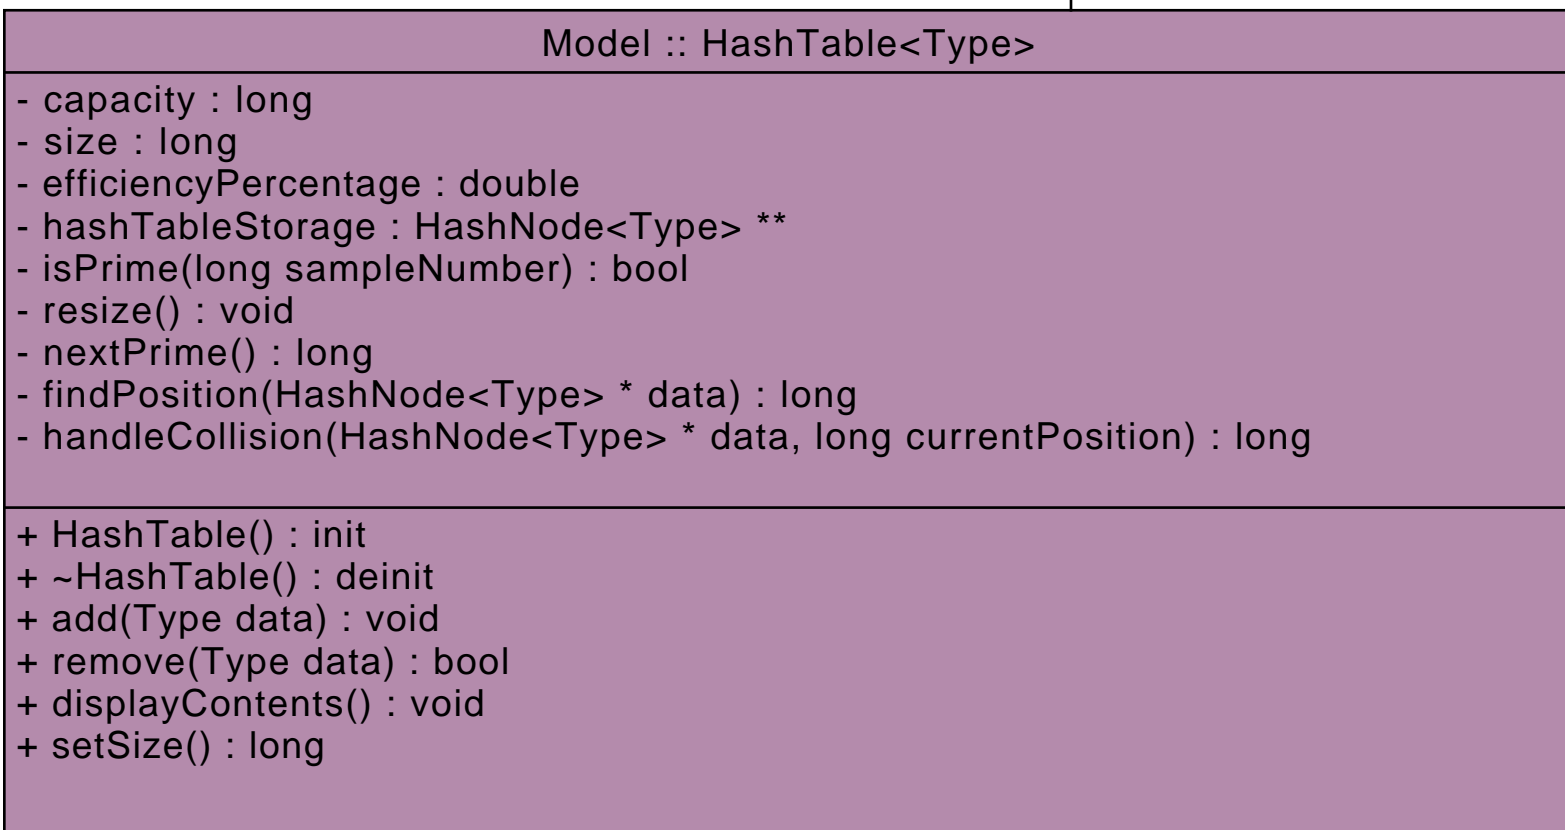 Model :: HashTable<Type>
- capacity : long
- size : long
- efficiencyPercentage : double
- hashTableStorage : HashNode<Type> **
- isPrime(long sampleNumber) : bool
- resize() : void
- nextPrime() : long
- findPosition(HashNode<Type> * data) : long
- handleCollision(HashNode<Type> * data, long currentPosition) : long
+ HashTable() : init
+ ~HashTable() : deinit
+ add(Type data) : void
+ remove(Type data) : bool
+ displayContents() : void
+ setSize() : long